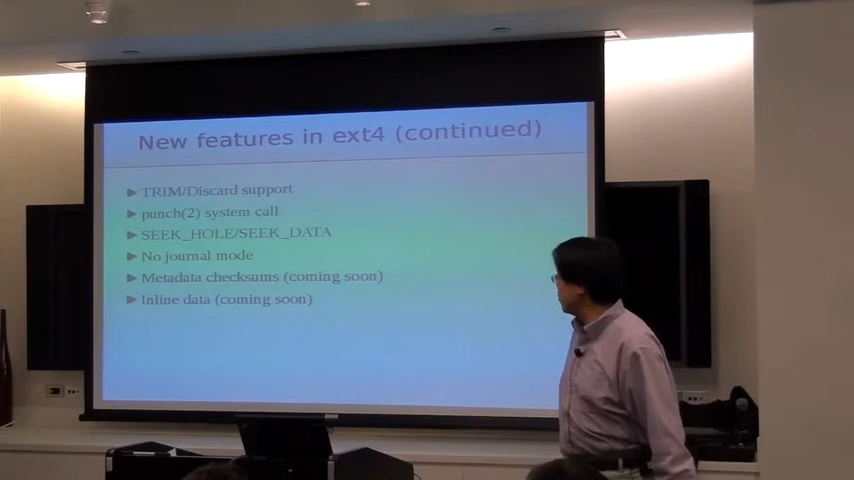 New features in ext4 (continued)
TRIM/Discard support
punch(2) system call
SEEK_HOLE/SEEK_DATA
No journal mode
Metadata checksums (coming soon)
Inline data (coming soon)